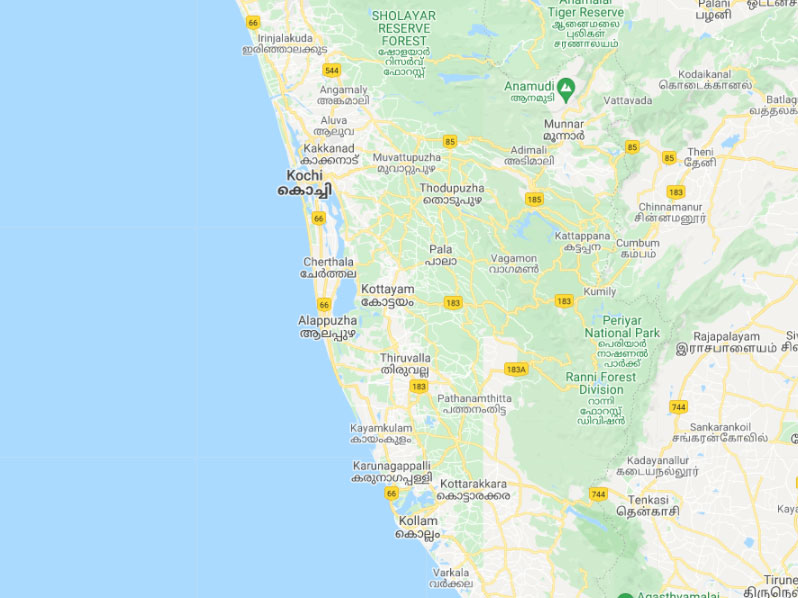 Palani
பழனி
ஒட்டன்ச
Anamalai
Tiger Reserve
ஆனைமலை
புலிகள்
சரணாலயம்
SHOLAYAR
RESERVE
FOREST
ഷോളയാർ
റിസർവ്
ഫോറസ്റ്റ്
66
Irinjalakuda
ഇരിഞ്ഞാലക്കുട
544
Angamaly
അങ്കമാലി
Anamudi
ആനമുടി
Kodaikanal
கொடைக்கானல்
Vattavada
Batlag
வத்தலக்
Munnar
മൂന്നാർ
Aluva
ആലുവ
Kakkanad
കാക്കനാട്
85
Adimali
അടിമാലി
85
85
Theni
தேனி
Muvattupuzha
മുവാറ്റുപുഴ
Kochi
കൊച്ചി
Thodupuzha
തൊടുപുഴ
185
183
Chinnamanur
சின்னமனூர்
66
Kattappana
കട്ടപ്പന
Cumbum
கம்பம்
Pala
പാലാ
Vagamon
വാഗമൺ
Cherthala
ചേർത്തല
Kottayam
കോട്ടയം
183
183
Kumily
66
Alappuzha
ആലപ്പുഴ
Periyar
National Park
പെരിയാർ
നാഷണൽ
പാർക്ക്
Rajapalayam
இராசபாளையம்
Siv
சிவ
Thiruvalla
തിരുവല്ല
183A
183
Ranni Forest
Division
റാന്നി
ഫോറസ്റ്റ്
ഡിവിഷൻ
Pathanamthitta
പത്തനംതിട്ട
744
Kayamkulam
കായംകുളം
Sankarankoil
சங்கரன்கோவில்
Karunagappalli
കരുനാഗപ്പള്ളി
Kadayanallur
கடையநல்லூர்
Kottarakkara
കൊട്ടാരക്കര
66
744
Tenkasi
தென்காசி
Kaya
Kollam
കൊല്ലം
Varkala
വർക്കല
Tirune
திருநெல்
Agasthyamalai